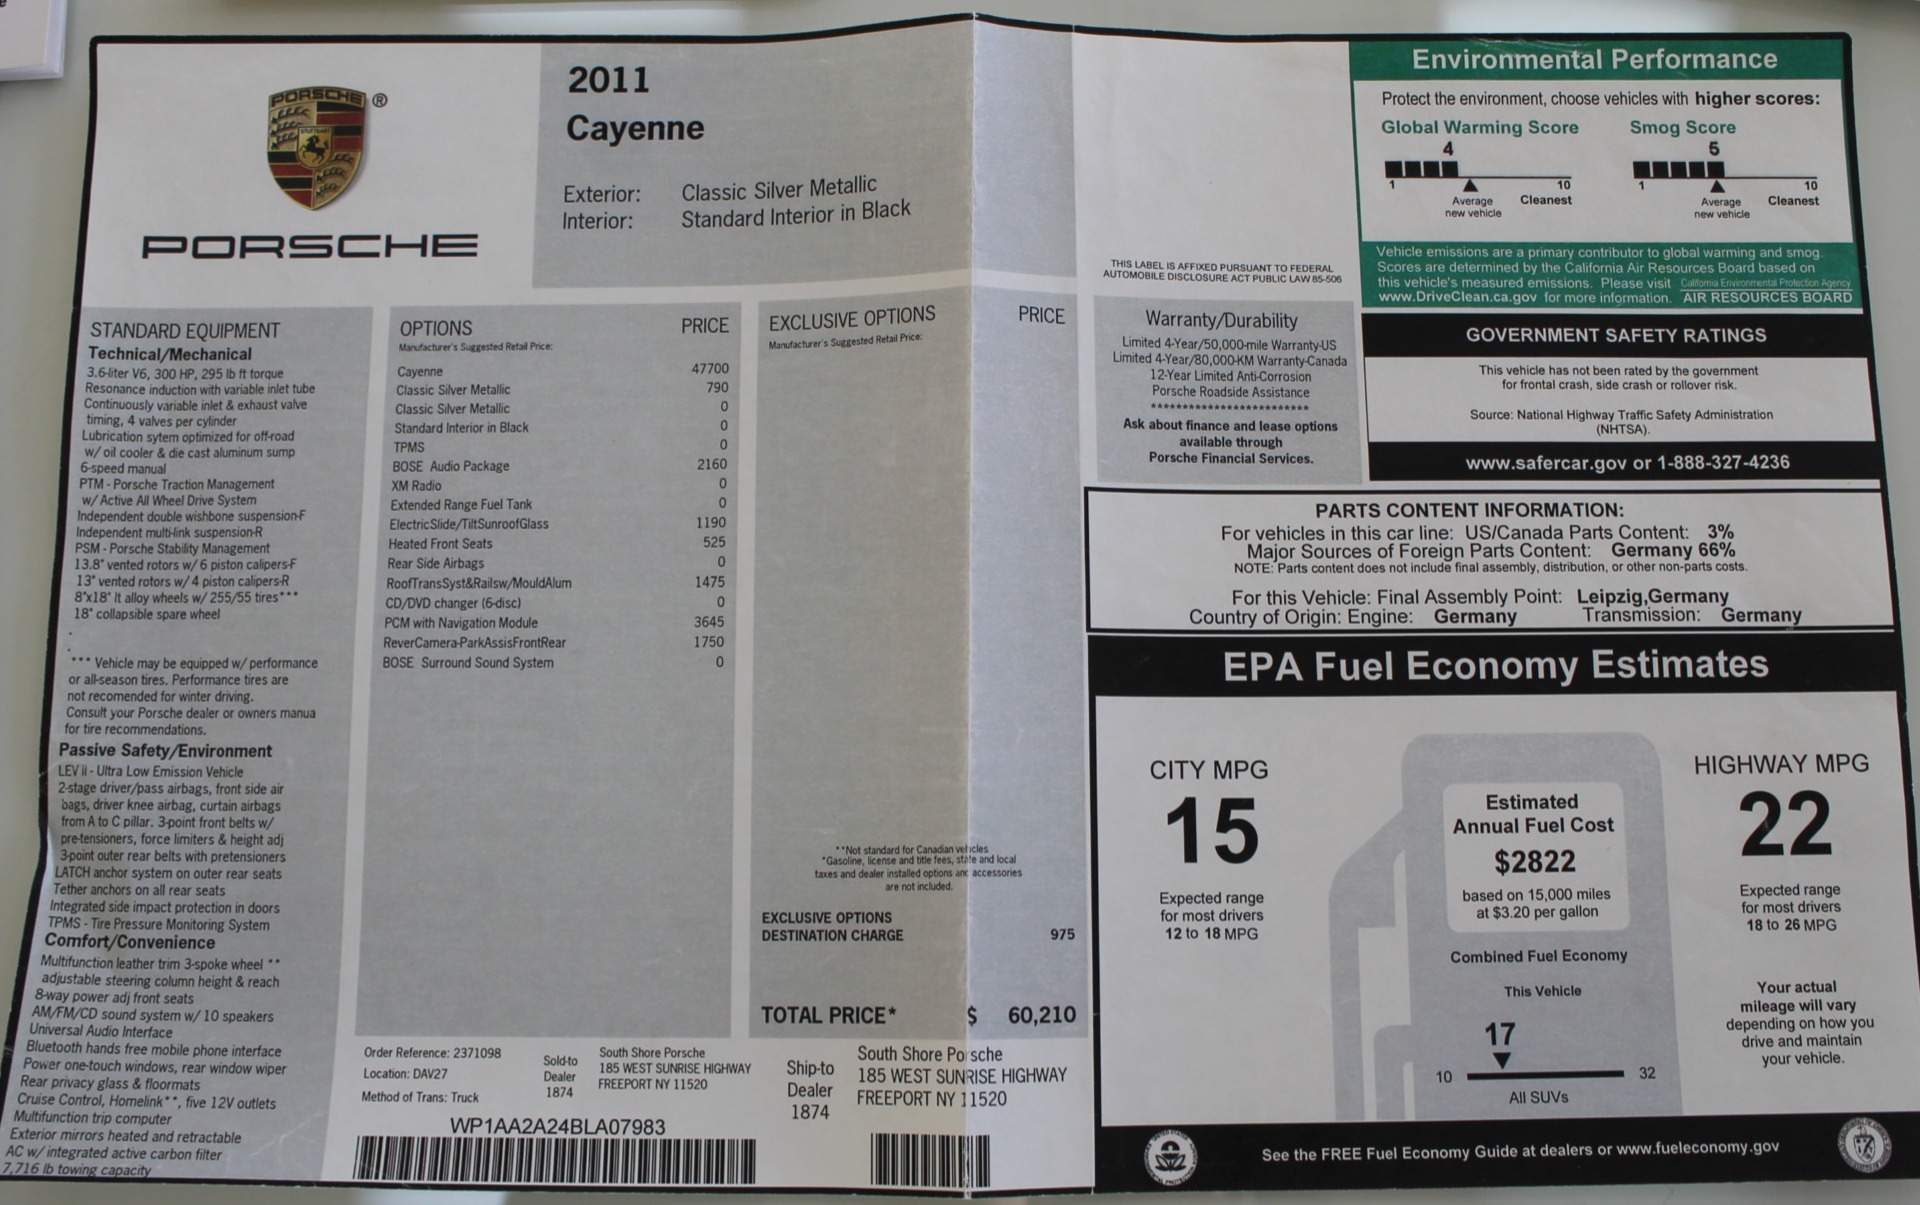 PORSCHE
®
STUTTGART
PORSCHE
2011
Cayenne
Exterior: Classic Silver Metallic
Interior: Standard Interior in Black
STANDARD EQUIPMENT
Technical/Mechanical
3.6-liter V6, 300 HP, 295 lb ft torque
Resonance induction with variable inlet tube
Continuously variable inlet & exhaust valve
timing, 4 valves per cylinder
Lubrication sytem optimized for off-road
w/ oil cooler & die cast aluminum sump
6-speed manual
PTM - Porsche Traction Management
w/ Active All Wheel Drive System
Independent double wishbone suspension-F
Independent multi-link suspension-R
PSM - Porsche Stability Management
13.8" vented rotors w/ 6 piston calipers-F
13" vented rotors w/ 4 piston calipers-R
8"x18" lt alloy wheels w/ 255/55 tires***
18" collapsible spare wheel
.
.
*** Vehicle may be equipped w/ performance
or all-season tires. Performance tires are
not recomended for winter driving.
Consult your Porsche dealer or owners manua
for tire recommendations.
Passive Safety/Environment
LEV II - Ultra Low Emission Vehicle
2-stage driver/pass airbags, front side air
bags, driver knee airbag, curtain airbags
from A to C pillar. 3-point front belts w/
pre-tensioners, force limiters & height adj
3-point outer rear belts with pretensioners
LATCH anchor system on outer rear seats
Tether anchors on all rear seats
Integrated side impact protection in doors
TPMS - Tire Pressure Monitoring System
Comfort/Convenience
Multifunction leather trim 3-spoke wheel **
adjustable steering column height & reach
8-way power adj front seats
AM/FM/CD sound system w/ 10 speakers
Universal Audio Interface
Bluetooth hands free mobile phone interface
Power one-touch windows, rear window wiper
Rear privacy glass & floormats
Cruise Control, Homelink**, five 12V outlets
Multifunction trip computer
Exterior mirrors heated and retractable
AC w/ integrated active carbon filter
7,716 lb towing capacity
OPTIONS PRICE
Manufacturer's Suggested Retail Price:
Cayenne 47700
Classic Silver Metallic 790
Classic Silver Metallic 0
Standard Interior in Black 0
TPMS 0
BOSE Audio Package 2160
XM Radio 0
Extended Range Fuel Tank 0
ElectricSlide/TiltSunroofGlass 1190
Heated Front Seats 525
Rear Side Airbags 0
RoofTransSyst&Railsw/MouldAlum 1475
CD/DVD changer (6-disc) 0
PCM with Navigation Module 3645
ReverCamera-ParkAssisFrontRear 1750
BOSE Surround Sound System 0
EXCLUSIVE OPTIONS PRICE
Manufacturer's Suggested Retail Price:
**Not standard for Canadian vehicles
*Gasoline, license and title fees, state and local
taxes and dealer installed options and accessories
are not included.
EXCLUSIVE OPTIONS
DESTINATION CHARGE 975
TOTAL PRICE* $ 60,210
Order Reference: 2371098
Location: DAV27
Method of Trans: Truck
Sold-to
Dealer
1874
South Shore Porsche
185 WEST SUNRISE HIGHWAY
FREEPORT NY 11520
Ship-to
Dealer
1874
South Shore Porsche
185 WEST SUNRISE HIGHWAY
FREEPORT NY 11520
WP1AA2A24BLA07983
THIS LABEL IS AFFIXED PURSUANT TO FEDERAL
AUTOMOBILE DISCLOSURE ACT PUBLIC LAW 85-506
Warranty/Durability
Limited 4-Year/50,000-mile Warranty-US
Limited 4-Year/80,000-KM Warranty-Canada
12-Year Limited Anti-Corrosion
Porsche Roadside Assistance
*************************
Ask about finance and lease options
available through
Porsche Financial Services.
Environmental Performance
Protect the environment, choose vehicles with higher scores:
Global Warming Score Smog Score
4 5
1 10 1 10
Average Cleanest Average Cleanest
new vehicle new vehicle
Vehicle emissions are a primary contributor to global warming and smog.
Scores are determined by the California Air Resources Board based on
this vehicle's measured emissions. Please visit California Environmental Protection Agency
www.DriveClean.ca.gov for more information. AIR RESOURCES BOARD
GOVERNMENT SAFETY RATINGS
This vehicle has not been rated by the government
for frontal crash, side crash or rollover risk.
Source: National Highway Traffic Safety Administration
(NHTSA).
www.safercar.gov or 1-888-327-4236
PARTS CONTENT INFORMATION:
For vehicles in this car line: US/Canada Parts Content: 3%
Major Sources of Foreign Parts Content: Germany 66%
NOTE: Parts content does not include final assembly, distribution, or other non-parts costs.
For this Vehicle: Final Assembly Point: Leipzig,Germany
Country of Origin: Engine: Germany Transmission: Germany
EPA Fuel Economy Estimates
CITY MPG
15
Expected range
for most drivers
12 to 18 MPG
Estimated
Annual Fuel Cost
$2822
based on 15,000 miles
at $3.20 per gallon
Combined Fuel Economy
This Vehicle
17
10 32
All SUVs
HIGHWAY MPG
22
Expected range
for most drivers
18 to 26 MPG
Your actual
mileage will vary
depending on how you
drive and maintain
your vehicle.
See the FREE Fuel Economy Guide at dealers or www.fueleconomy.gov